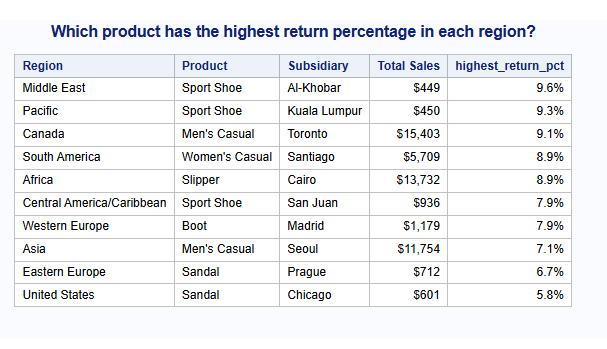 Which product has the highest return percentage in each region?
Region Product Subsidiary Total Sales highest_return_pct
Middle East Sport Shoe Al-Khobar $449 9.6%
Pacific Sport Shoe Kuala Lumpur $450 9.3%
Canada Men's Casual Toronto $15,403 9.1%
South America Women's Casual Santiago $5,709 8.9%
Africa Slipper Cairo $13,732 8.9%
Central America/Caribbean Sport Shoe San Juan $936 7.9%
Western Europe Boot Madrid $1,179 7.9%
Asia Men's Casual Seoul $11,754 7.1%
Eastern Europe Sandal Prague $712 6.7%
United States Sandal Chicago $601 5.8%